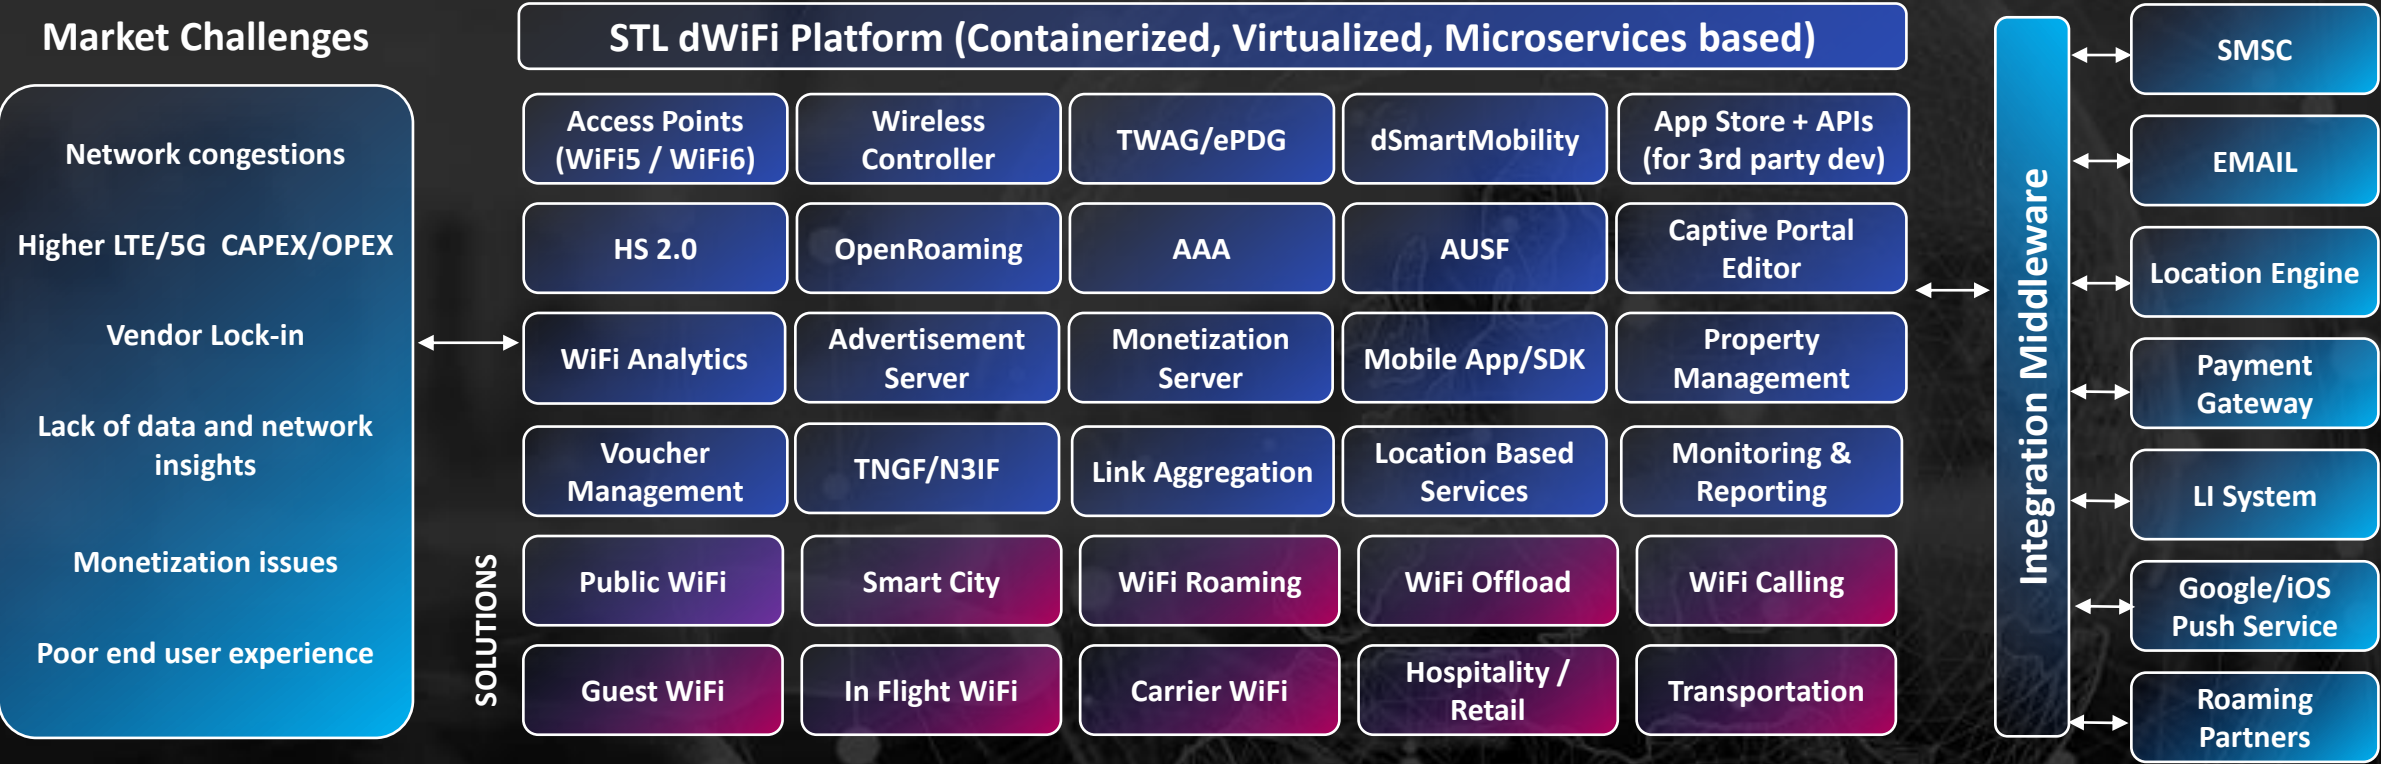 Market Challenges
Network congestions
Higher LTE/5G  CAPEX/OPEX
Vendor Lock-in
Lack of data and network
insights
Monetization issues
Poor end user experience
STL dWiFi Platform (Containerized, Virtualized, Microservices based)
Access Points
(WiFi5 / WiFi6)
Wireless
Controller
TWAG/ePDG
dSmartMobility
App Store + APIs
(for 3rd party dev)
HS 2.0
OpenRoaming
AAA
AUSF
Captive Portal
Editor
WiFi Analytics
Advertisement
Server
Monetization
Server
Mobile App/SDK
Property
Management
Voucher
Management
TNGF/N3IF
Link Aggregation
Location Based
Services
Monitoring &
Reporting
SOLUTIONS
Public WiFi
Smart City
WiFi Roaming
WiFi Offload
WiFi Calling
Guest WiFi
In Flight WiFi
Carrier WiFi
Hospitality /
Retail
Transportation
Integration Middleware
SMSC
EMAIL
Location Engine
Payment
Gateway
LI System
Google/iOS
Push Service
Roaming
Partners